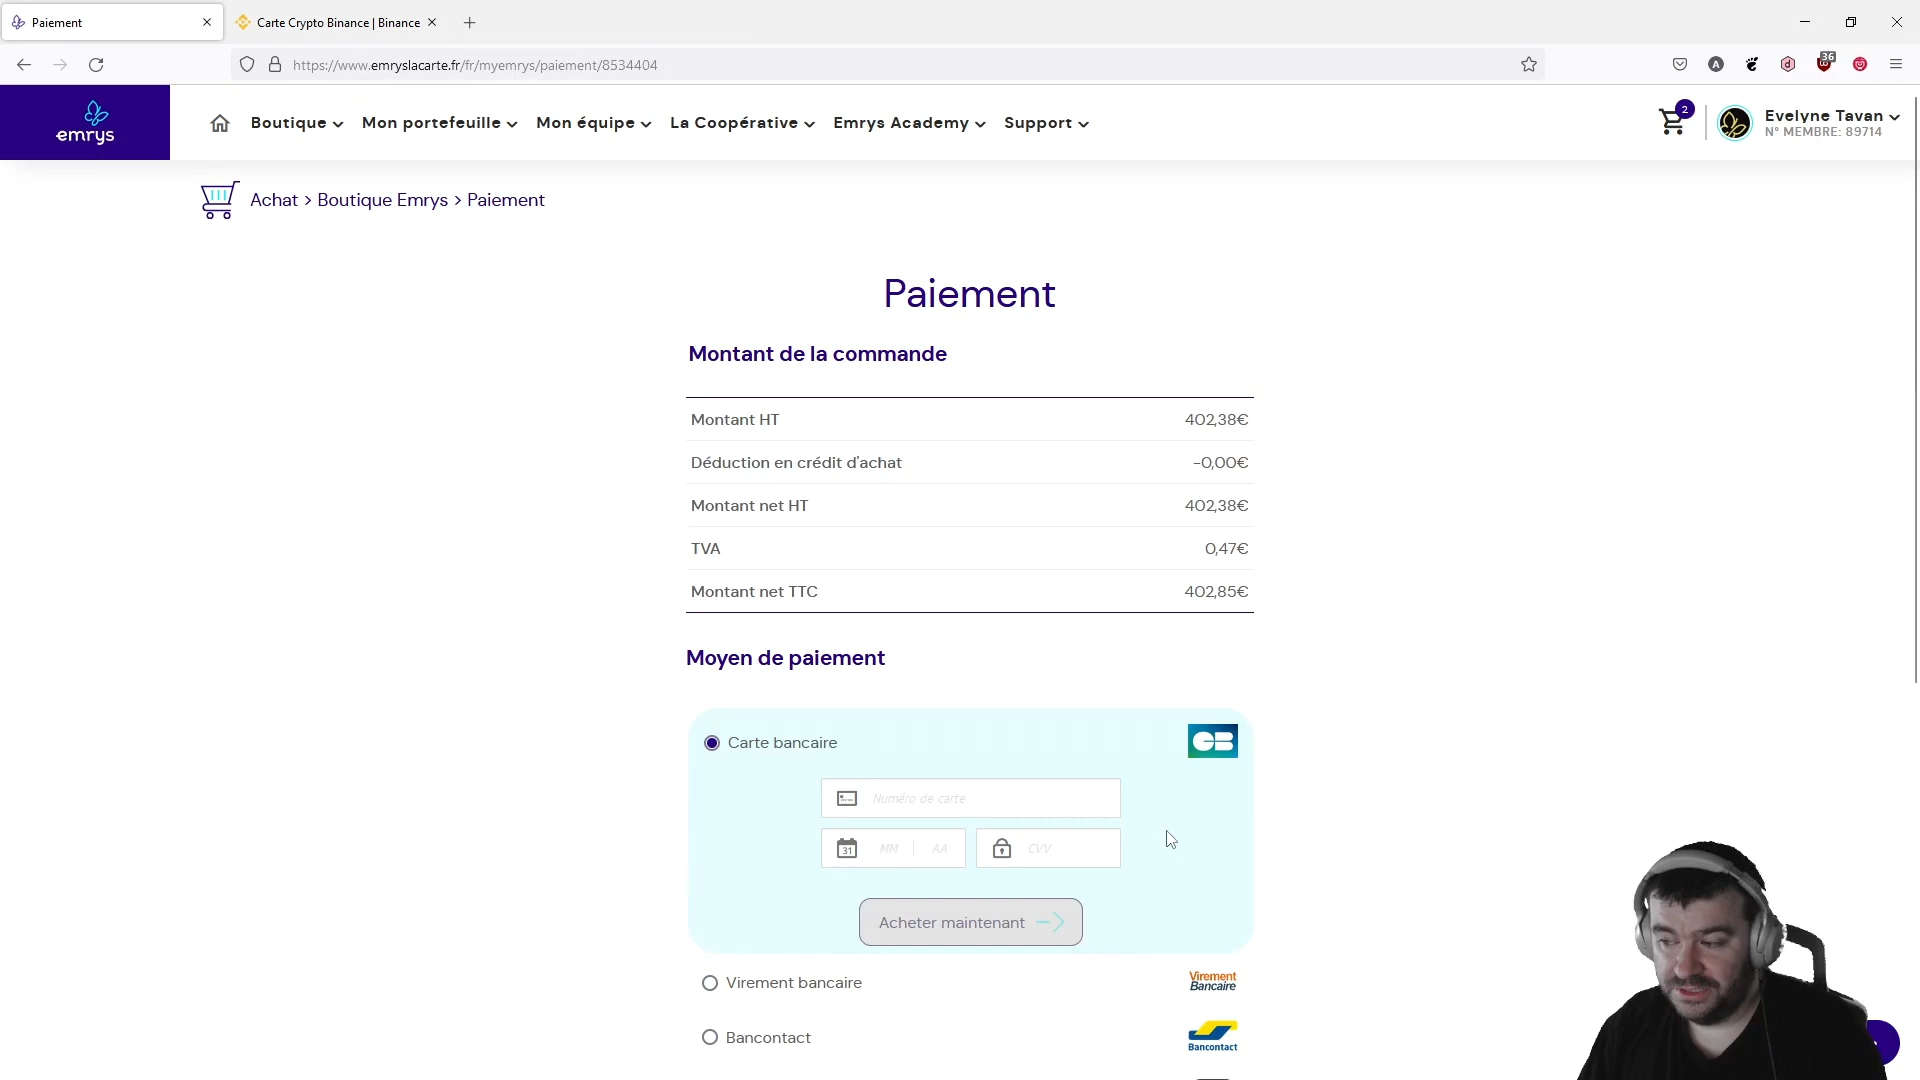 Paiement
Carte Crypto Binance | Binance
https://www.emryslacarte.fr/fr/myemrys/paiement/8534404
A
36
emrys
Boutique
Mon portefeuille
Mon équipe
La Coopérative
Emrys Academy
Support
2
Evelyne Tavan
N° MEMBRE: 89714
Achat > Boutique Emrys > Paiement
Paiement
Montant de la commande
Montant HT 402,38€
Déduction en crédit d'achat -0,00€
Montant net HT 402,38€
TVA 0,47€
Montant net TTC 402,85€
Moyen de paiement
Carte bancaire
CB
Numéro de carte
31 MM AA
CVV
Acheter maintenant
Virement bancaire
Virement
Bancaire
Bancontact
Bancontact